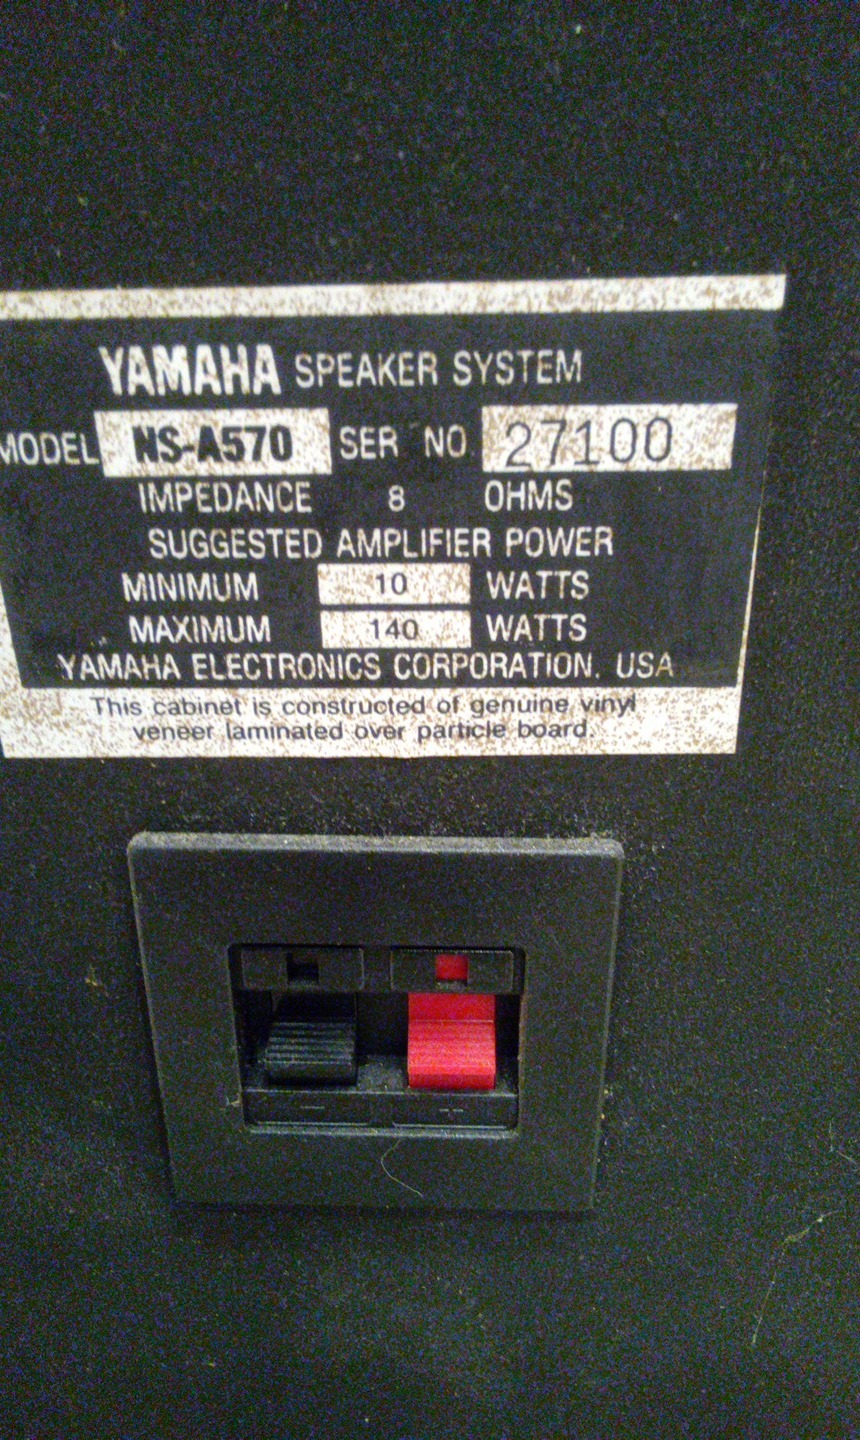 YAMAHA SPEAKER SYSTEM
MODEL NS-A570 SER NO. 27100
IMPEDANCE 8 OHMS
SUGGESTED AMPLIFIER POWER
MINIMUM 10 WATTS
MAXIMUM 140 WATTS
YAMAHA ELECTRONICS CORPORATION. USA
This cabinet is constructed of genuine vinyl
veneer laminated over particle board.
- +